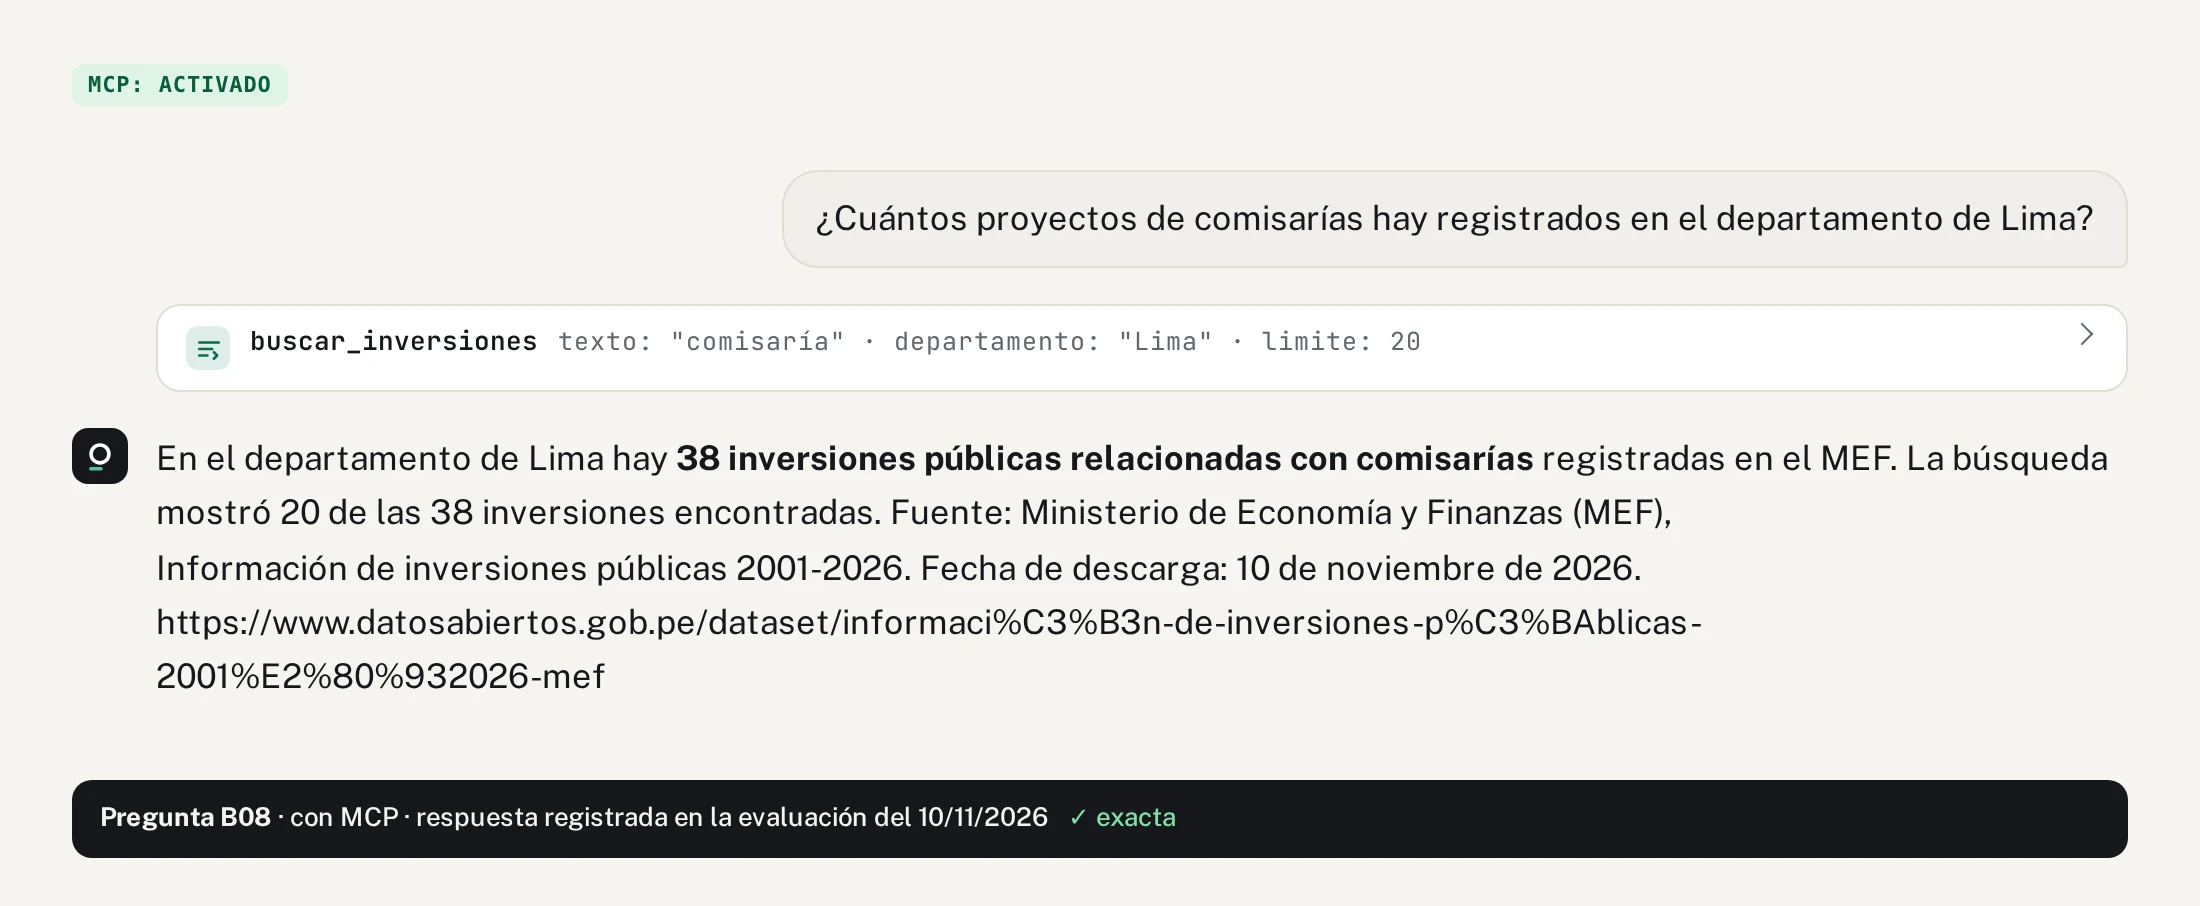 MCP: ACTIVADO
¿Cuántos proyectos de comisarías hay registrados en el departamento de Lima?
buscar_inversiones texto: "comisaría" · departamento: "Lima" · limite: 20
En el departamento de Lima hay 38 inversiones públicas relacionadas con comisarías registradas en el MEF. La búsqueda
mostró 20 de las 38 inversiones encontradas. Fuente: Ministerio de Economía y Finanzas (MEF),
Información de inversiones públicas 2001-2026. Fecha de descarga: 10 de noviembre de 2026.
https://www.datosabiertos.gob.pe/dataset/informaci%C3%B3n-de-inversiones-p%C3%BAblicas-
2001%E2%80%932026-mef
Pregunta B08 · con MCP · respuesta registrada en la evaluación del 10/11/2026 ✓ exacta